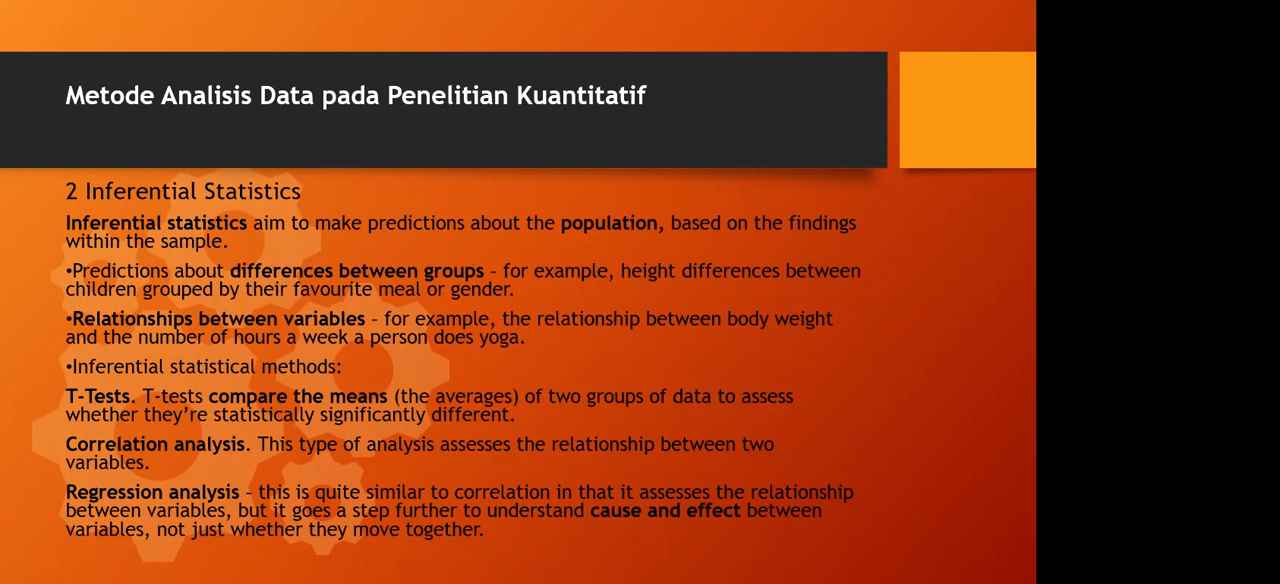 Metode Analisis Data pada Penelitian Kuantitatif
2 Inferential Statistics
Inferential statistics aim to make predictions about the population, based on the findings
within the sample.
•Predictions about differences between groups – for example, height differences between
children grouped by their favourite meal or gender.
•Relationships between variables – for example, the relationship between body weight
and the number of hours a week a person does yoga.
•Inferential statistical methods:
T-Tests. T-tests compare the means (the averages) of two groups of data to assess
whether they’re statistically significantly different.
Correlation analysis. This type of analysis assesses the relationship between two
variables.
Regression analysis – this is quite similar to correlation in that it assesses the relationship
between variables, but it goes a step further to understand cause and effect between
variables, not just whether they move together.